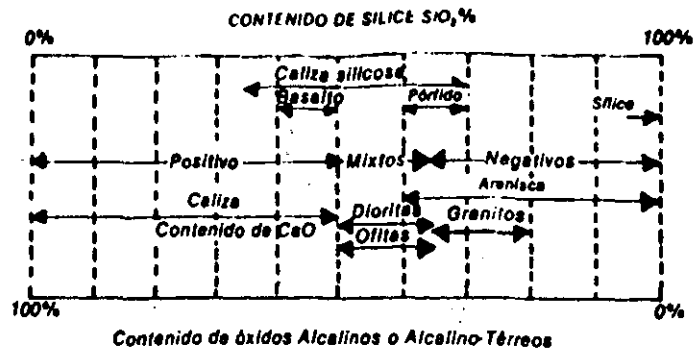 CONTENIDO DE SILICE SIO₂%
0% 100%
Caliza silicosa
Basalto Pórfido
Sílice
Positivo Mixtos Negativos
Arenisca
Caliza Dioritas Granitos
Contenido de CaO Ofitas
100% 0%
Contenido de óxidos Alcalinos o Alcalino-Térreos